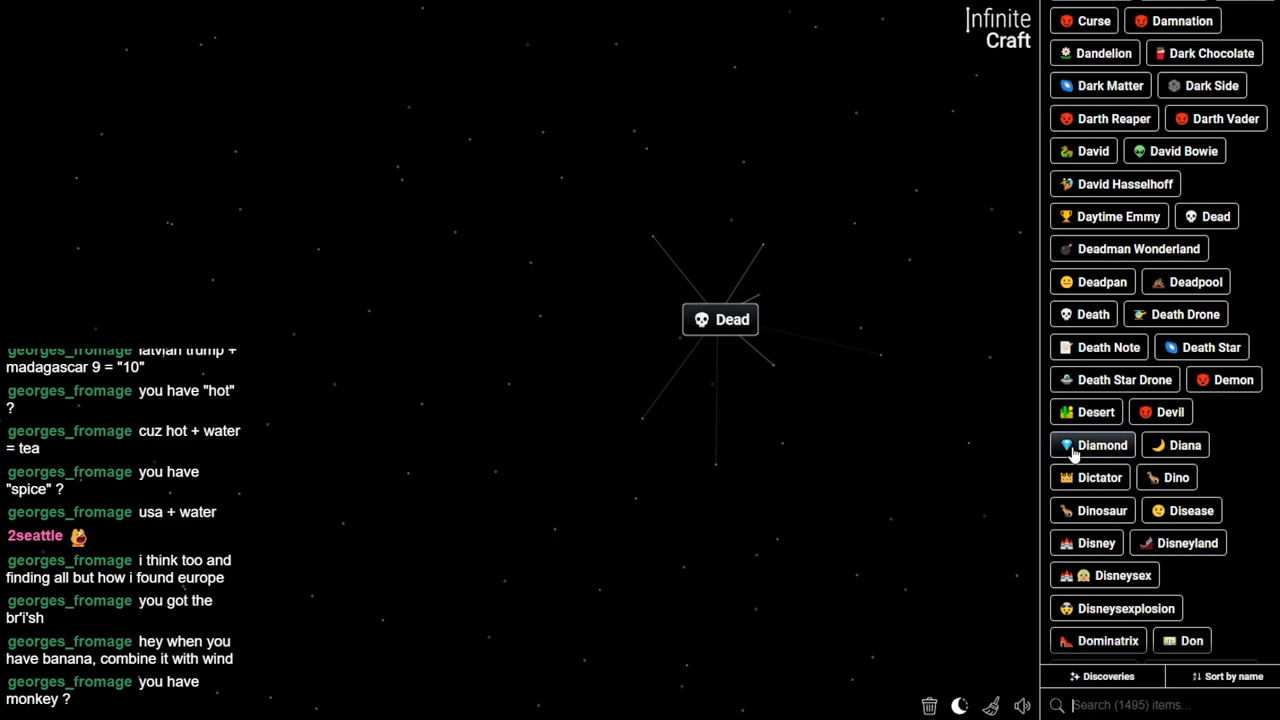 Infinite
Craft
Dead
georges_fromage latvian trump +
madagascar 9 = "10"
georges_fromage you have "hot"
?
georges_fromage cuz hot + water
= tea
georges_fromage you have
"spice" ?
georges_fromage usa + water
2seattle
georges_fromage i think too and
finding all but how i found europe
georges_fromage you got the
br'i'sh
georges_fromage hey when you
have banana, combine it with wind
georges_fromage you have
monkey ?
Curse Damnation
Dandelion Dark Chocolate
Dark Matter Dark Side
Darth Reaper Darth Vader
David David Bowie
David Hasselhoff
Daytime Emmy Dead
Deadman Wonderland
Deadpan Deadpool
Death Death Drone
Death Note Death Star
Death Star Drone Demon
Desert Devil
Diamond Diana
Dictator Dino
Dinosaur Disease
Disney Disneyland
Disneysex
Disneysexplosion
Dominatrix Don
Discoveries Sort by name
Search (1495) items...